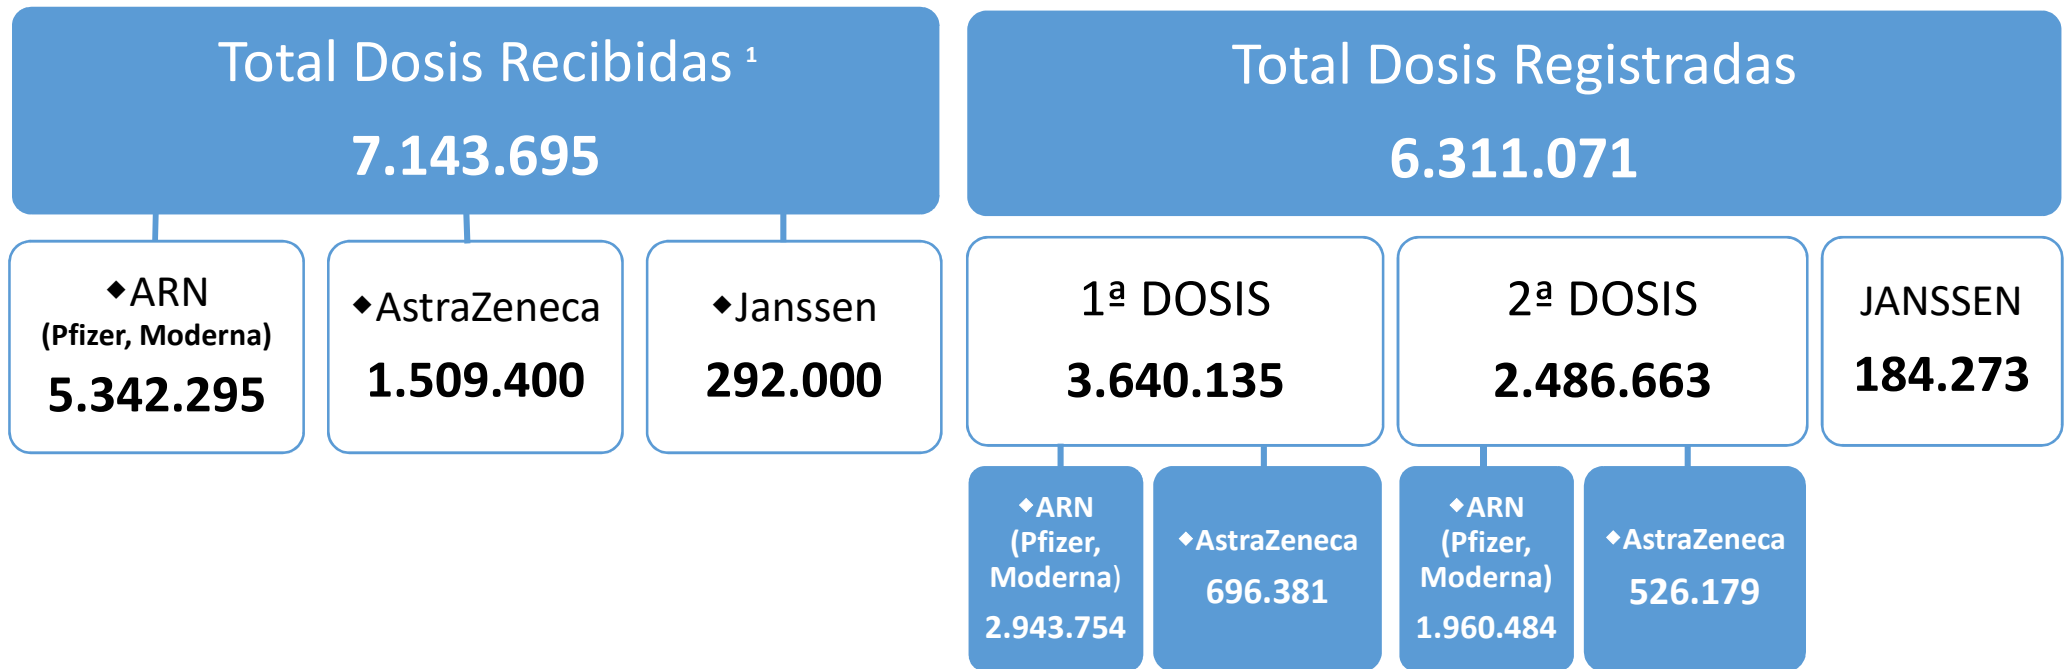 Total Dosis Recibidas ¹
7.143.695
◆ARN
(Pfizer, Moderna)
5.342.295
◆AstraZeneca
1.509.400
◆Janssen
292.000
Total Dosis Registradas
6.311.071
1ª DOSIS
3.640.135
◆ARN
(Pfizer,
Moderna)
2.943.754
◆AstraZeneca
696.381
2ª DOSIS
2.486.663
◆ARN
(Pfizer,
Moderna)
1.960.484
◆AstraZeneca
526.179
JANSSEN
184.273